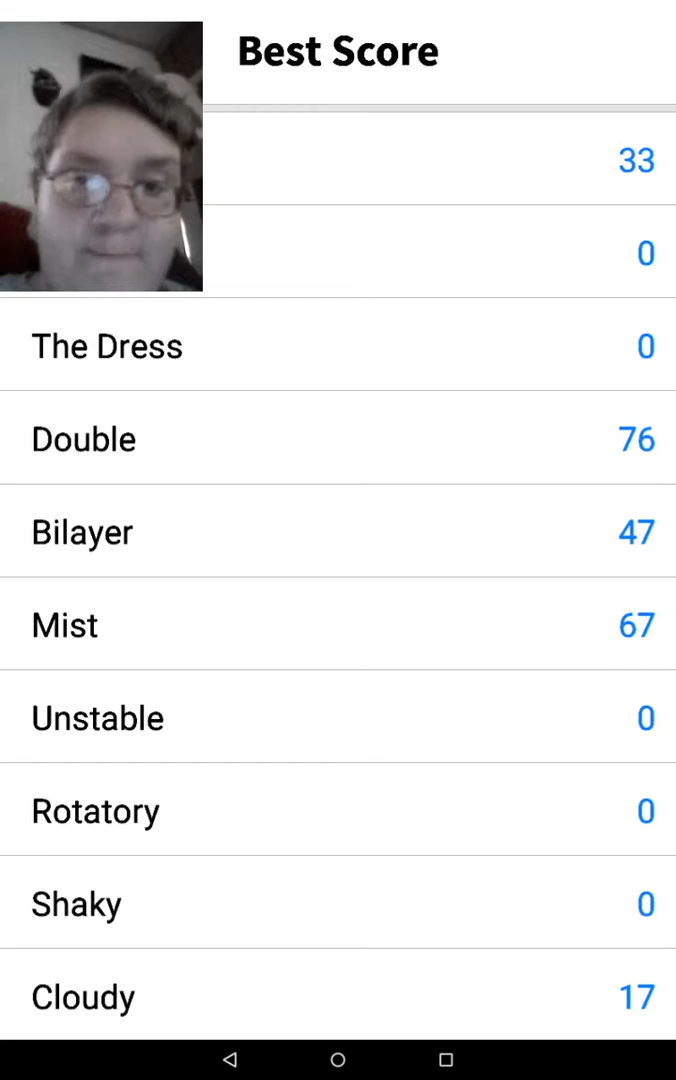 Best Score
33
0
The Dress 0
Double 76
Bilayer 47
Mist 67
Unstable 0
Rotatory 0
Shaky 0
Cloudy 17